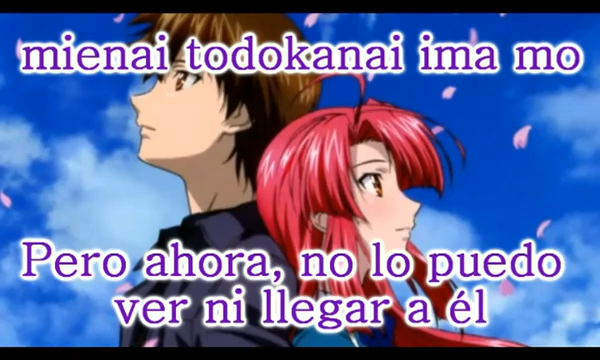 mienai todokanai ima mo
Pero ahora, no lo puedo
ver ni llegar a él